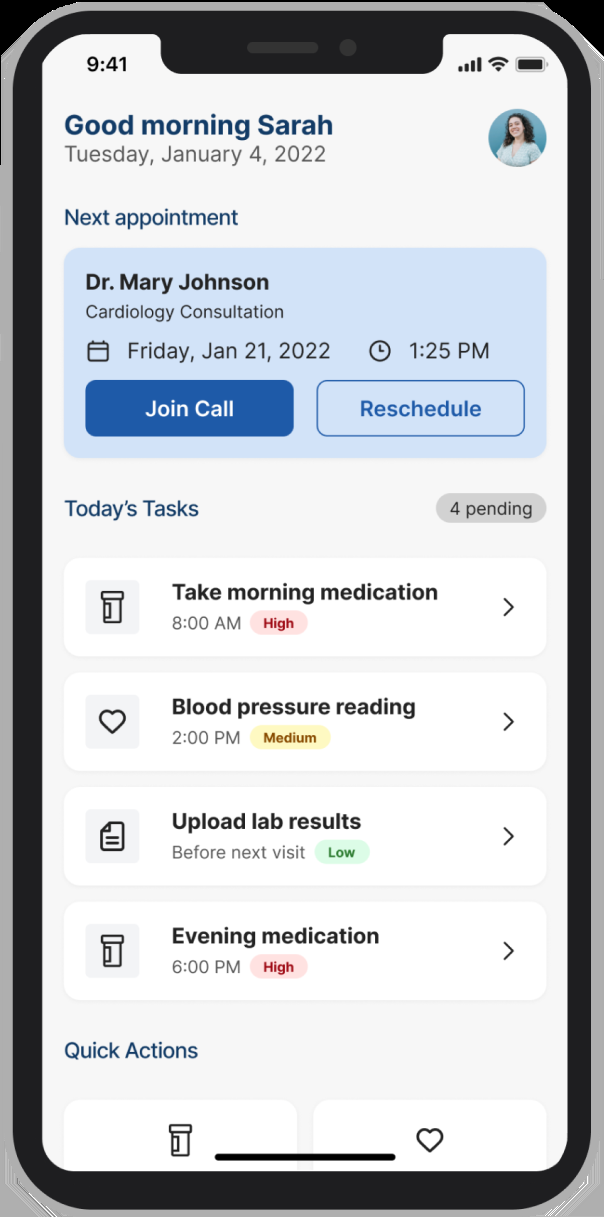 9:41
Good morning Sarah
Tuesday, January 4, 2022
Next appointment
Dr. Mary Johnson
Cardiology Consultation
Friday, Jan 21, 2022 1:25 PM
Join Call Reschedule
Today’s Tasks 4 pending
Take morning medication
8:00 AM High
Blood pressure reading
2:00 PM Medium
Upload lab results
Before next visit Low
Evening medication
6:00 PM High
Quick Actions